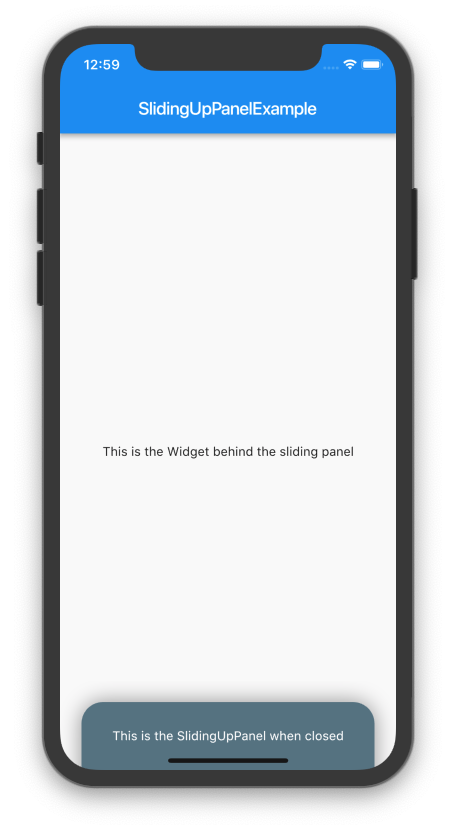 12:59
SlidingUpPanelExample
This is the Widget behind the sliding panel
This is the SlidingUpPanel when closed